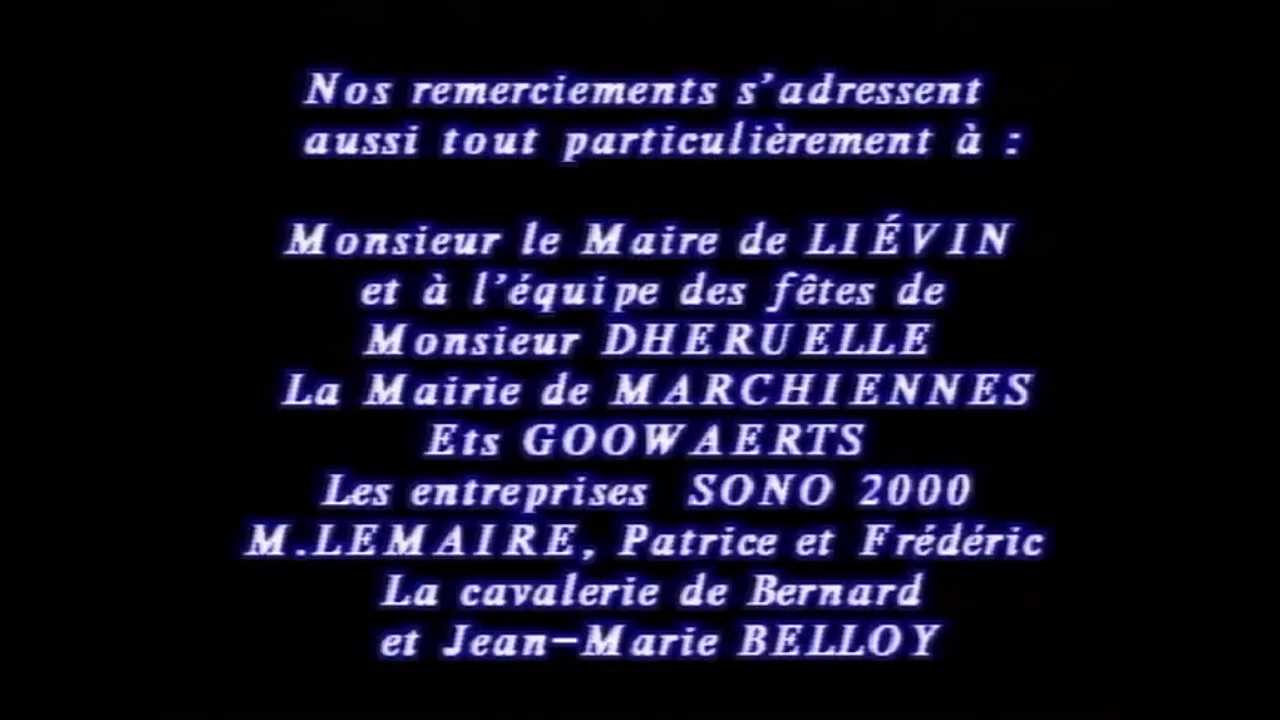 Nos remerciements s'adressent
aussi tout particulièrement à :
Monsieur le Maire de LIÉVIN
et à l'équipe des fêtes de
Monsieur DHERUELLE
La Mairie de MARCHIENNES
Ets GOOWAERTS
Les entreprises SONO 2000
M.LEMAIRE, Patrice et Frédéric
La cavalerie de Bernard
et Jean-Marie BELLOY